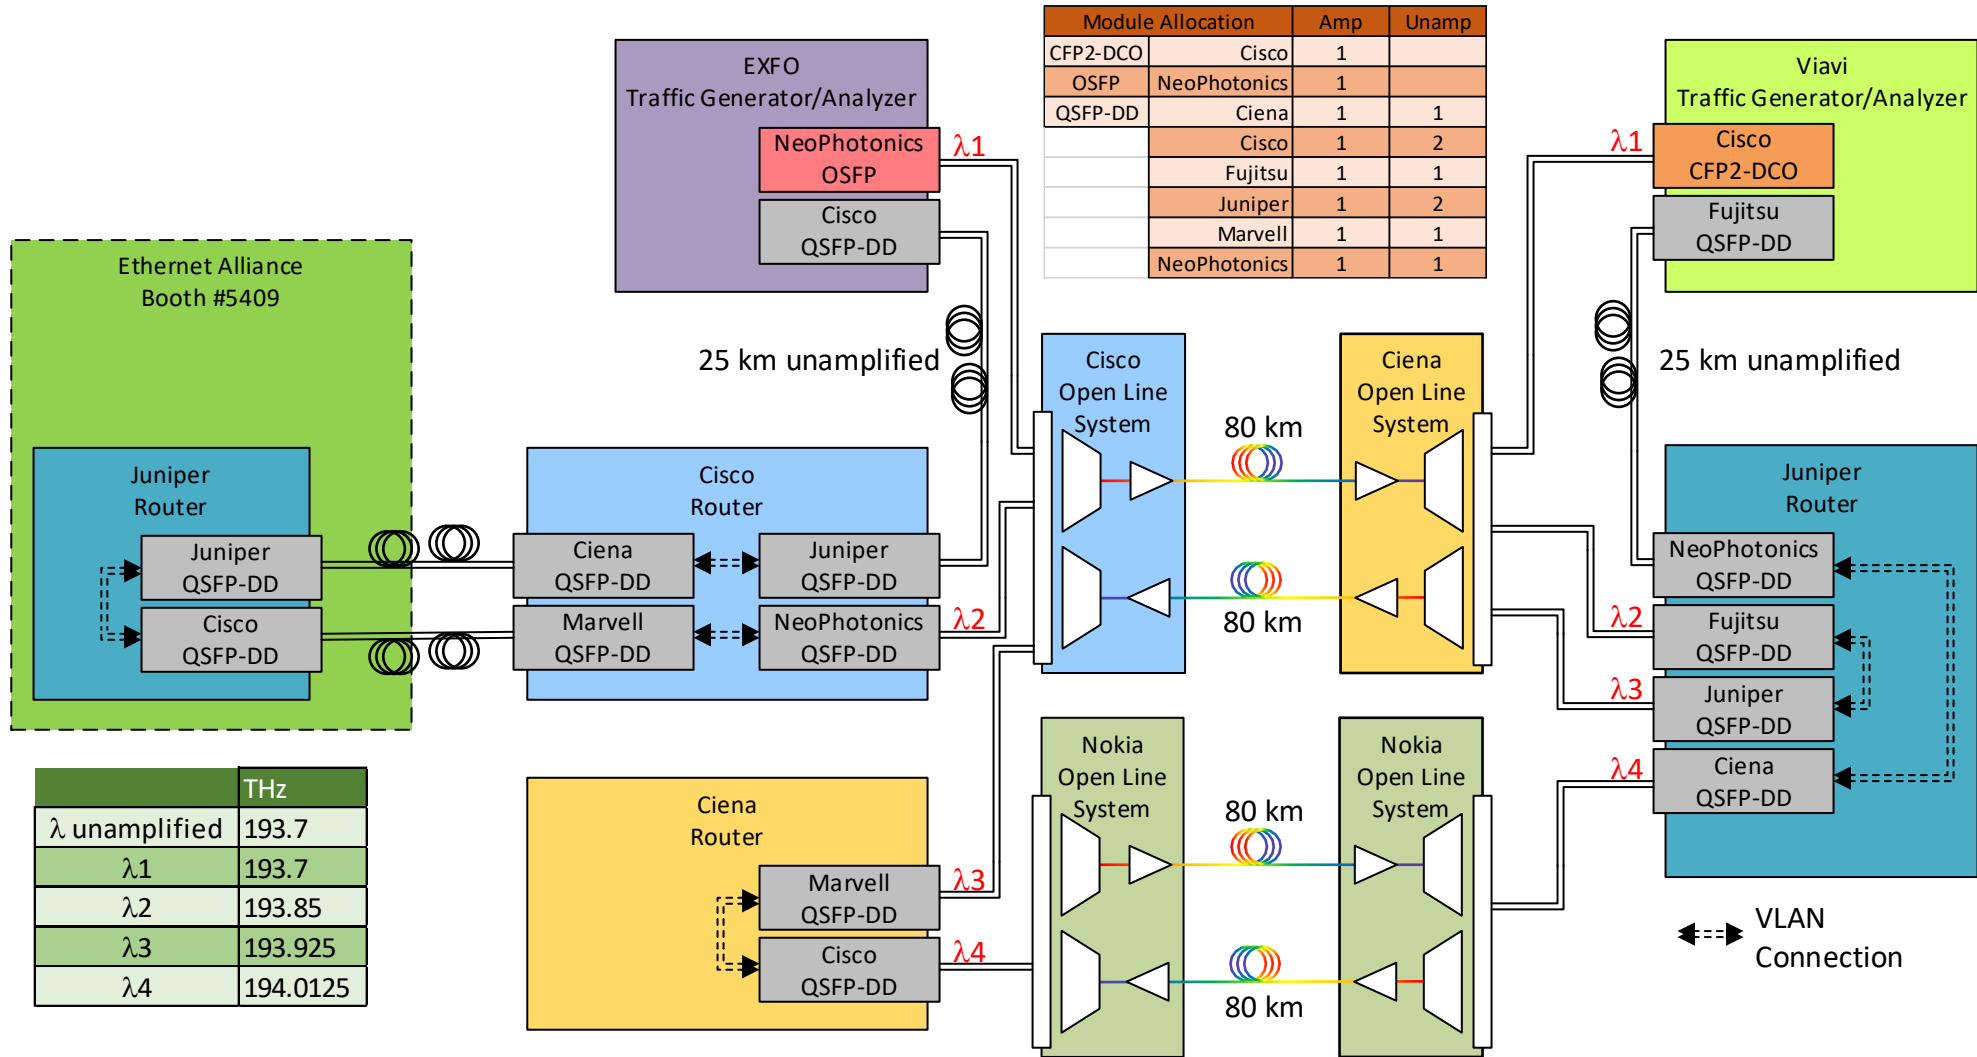 Module Allocation Amp Unamp
CFP2-DCO Cisco 1
OSFP NeoPhotonics 1
QSFP-DD Ciena 1 1
Cisco 1 2
Fujitsu 1 1
Juniper 1 2
Marvell 1 1
NeoPhotonics 1 1
EXFO
Traffic Generator/Analyzer
NeoPhotonics
OSFP
λ1
Cisco
QSFP-DD
Viavi
Traffic Generator/Analyzer
λ1
Cisco
CFP2-DCO
Fujitsu
QSFP-DD
Ethernet Alliance
Booth #5409
25 km unamplified
25 km unamplified
Juniper
Router
Juniper
QSFP-DD
Cisco
QSFP-DD
Cisco
Router
Ciena
QSFP-DD
Juniper
QSFP-DD
Marvell
QSFP-DD
NeoPhotonics
QSFP-DD
λ2
Cisco
Open Line
System
80 km
80 km
Ciena
Open Line
System
Juniper
Router
NeoPhotonics
QSFP-DD
λ2
Fujitsu
QSFP-DD
λ3
Juniper
QSFP-DD
λ4
Ciena
QSFP-DD
THz
λ unamplified 193.7
λ1 193.7
λ2 193.85
λ3 193.925
λ4 194.0125
Ciena
Router
Marvell
QSFP-DD
λ3
Cisco
QSFP-DD
λ4
Nokia
Open Line
System
80 km
80 km
Nokia
Open Line
System
VLAN
Connection